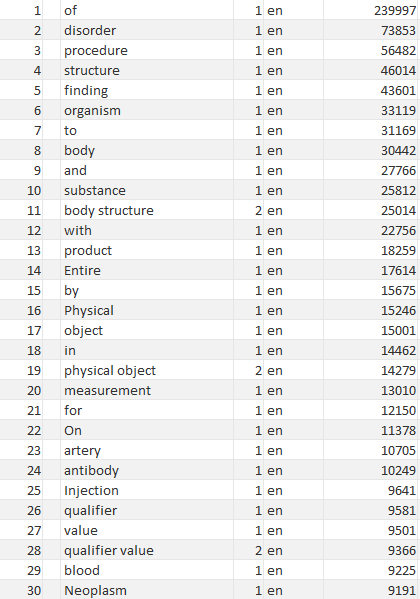 1 of 1 en 239997
2 disorder 1 en 73853
3 procedure 1 en 56482
4 structure 1 en 46014
5 finding 1 en 43601
6 organism 1 en 33119
7 to 1 en 31169
8 body 1 en 30442
9 and 1 en 27766
10 substance 1 en 25812
11 body structure 2 en 25014
12 with 1 en 22756
13 product 1 en 18259
14 Entire 1 en 17614
15 by 1 en 15675
16 Physical 1 en 15246
17 object 1 en 15001
18 in 1 en 14462
19 physical object 2 en 14279
20 measurement 1 en 13010
21 for 1 en 12150
22 On 1 en 11378
23 artery 1 en 10705
24 antibody 1 en 10249
25 Injection 1 en 9641
26 qualifier 1 en 9581
27 value 1 en 9501
28 qualifier value 2 en 9366
29 blood 1 en 9225
30 Neoplasm 1 en 9191